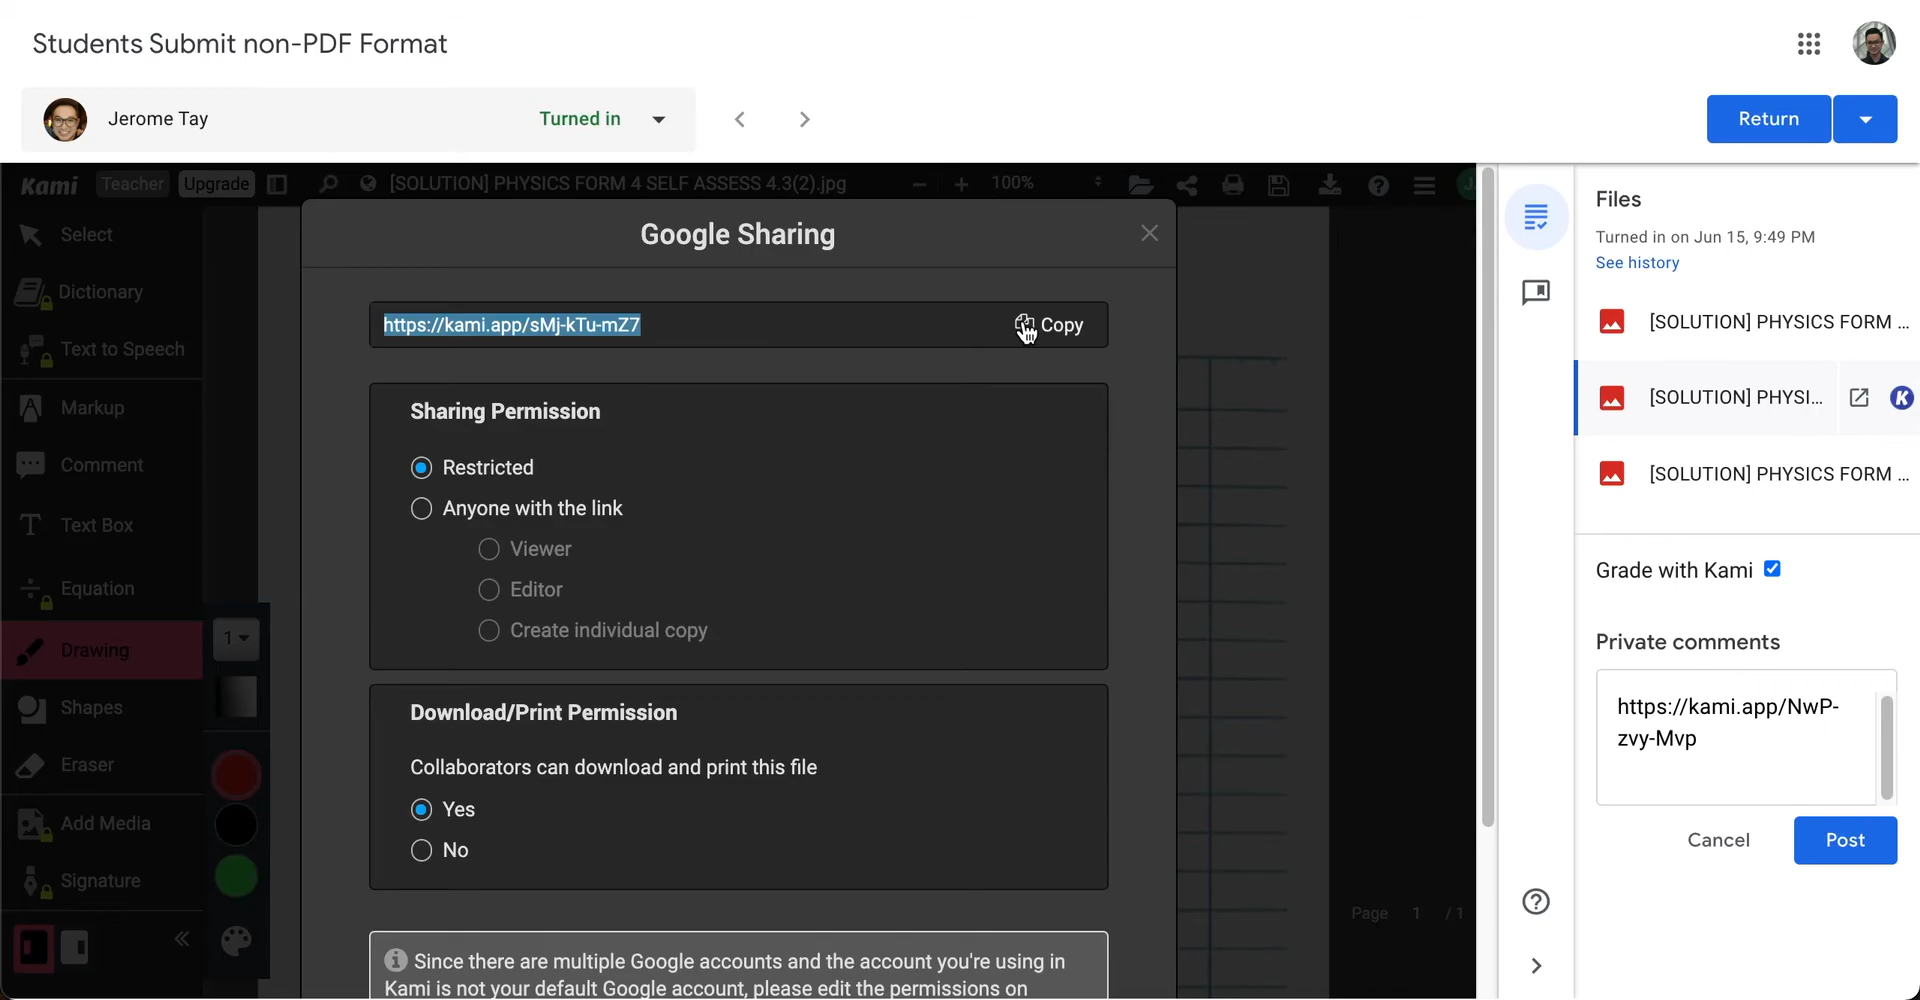 Students Submit non-PDF Format
Jerome Tay
Turned in
Return
Kami
Teacher
Upgrade
[SOLUTION] PHYSICS FORM 4 SELF ASSESS 4.3(2).jpg
100%
Select
Dictionary
Text to Speech
Markup
Comment
Text Box
Equation
Drawing
Shapes
Eraser
Add Media
Signature
1
Google Sharing
https://kami.app/sMj-kTu-mZ7
Copy
Sharing Permission
Restricted
Anyone with the link
Viewer
Editor
Create individual copy
Download/Print Permission
Collaborators can download and print this file
Yes
No
Since there are multiple Google accounts and the account you're using in
Kami is not your default Google account, please edit the permissions on
Page 1 / 1
Files
Turned in on Jun 15, 9:49 PM
See history
[SOLUTION] PHYSICS FORM ...
[SOLUTION] PHYSI...
K
[SOLUTION] PHYSICS FORM ...
Grade with Kami
Private comments
https://kami.app/NwP-
zvy-Mvp
Cancel
Post